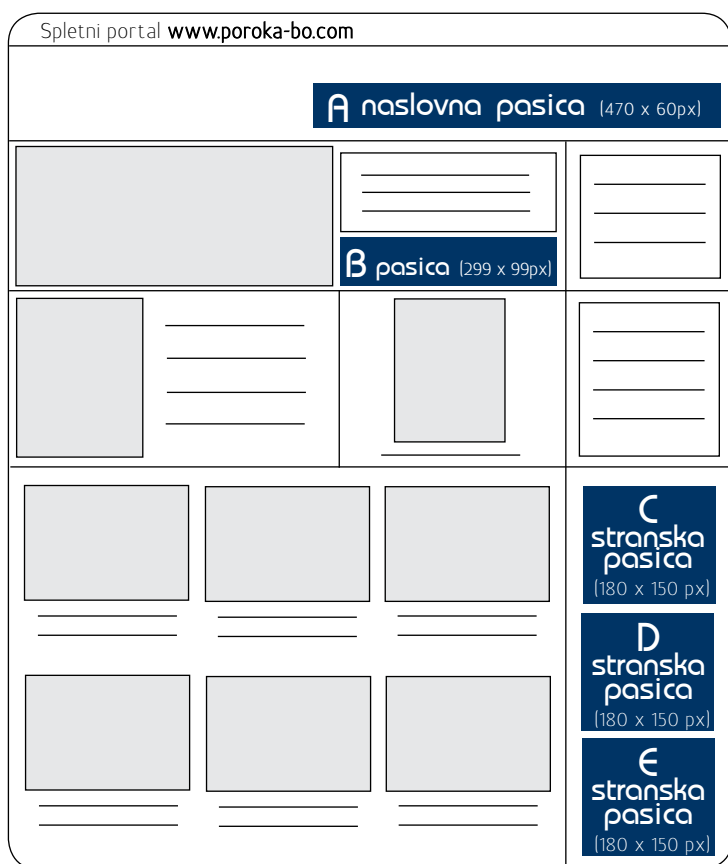 Spletni portal www.poroka-bo.com
A naslovna pasica (470 x 60px)
B pasica (299 x 99px)
C
stranska
pasica
(180 x 150 px)
D
stranska
pasica
(180 x 150 px)
E
stranska
pasica
(180 x 150 px)